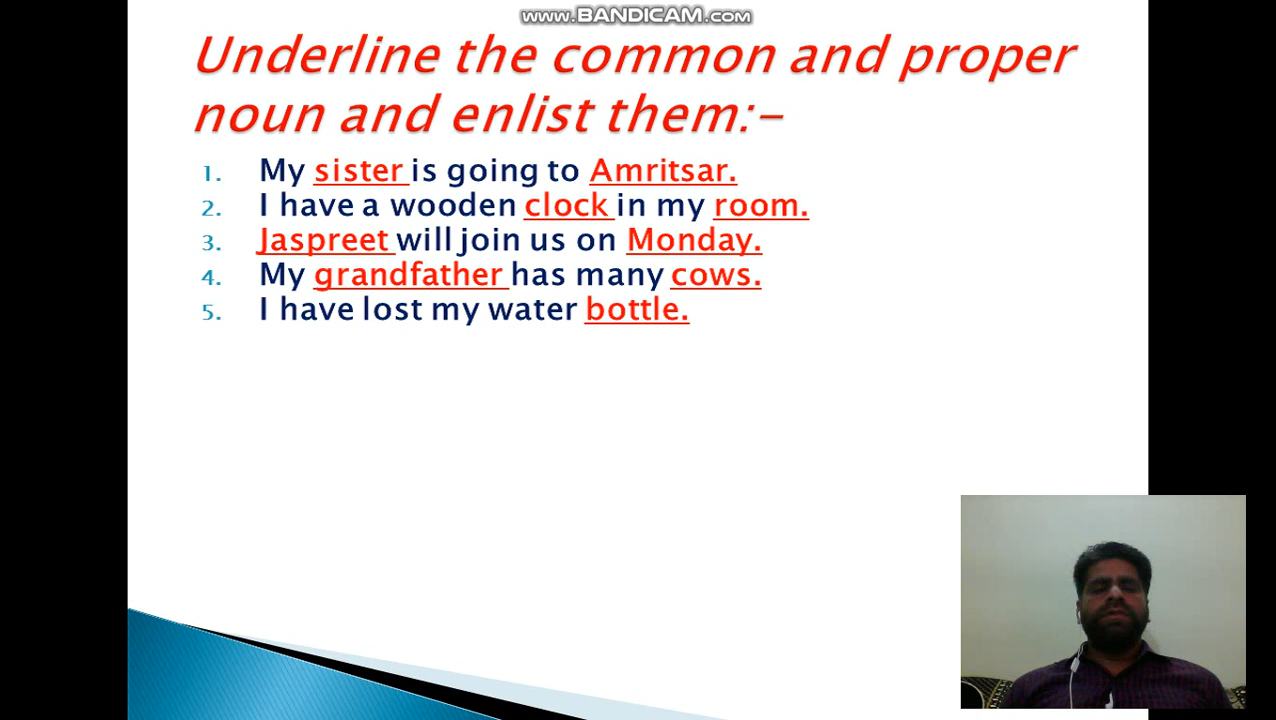 www.BANDICAM.com
Underline the common and proper
noun and enlist them:-
1. My sister is going to Amritsar.
2. I have a wooden clock in my room.
3. Jaspreet will join us on Monday.
4. My grandfather has many cows.
5. I have lost my water bottle.